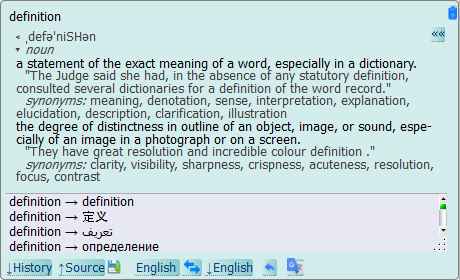 definition
◂ ˌdefəˈniSHən
««
▾ noun
a statement of the exact meaning of a word, especially in a dictionary.
"The Judge said she had, in the absence of any statutory definition,
consulted several dictionaries for a definition of the word record."
synonyms: meaning, denotation, sense, interpretation, explanation,
elucidation, description, clarification, illustration
the degree of distinctness in outline of an object, image, or sound, espe-
cially of an image in a photograph or on a screen.
"They have great resolution and incredible colour definition ."
synonyms: clarity, visibility, sharpness, crispness, acuteness, resolution,
focus, contrast
definition → definition
definition → 定义
definition → تعريف
definition → определение
↓History ↑Source English ↓English